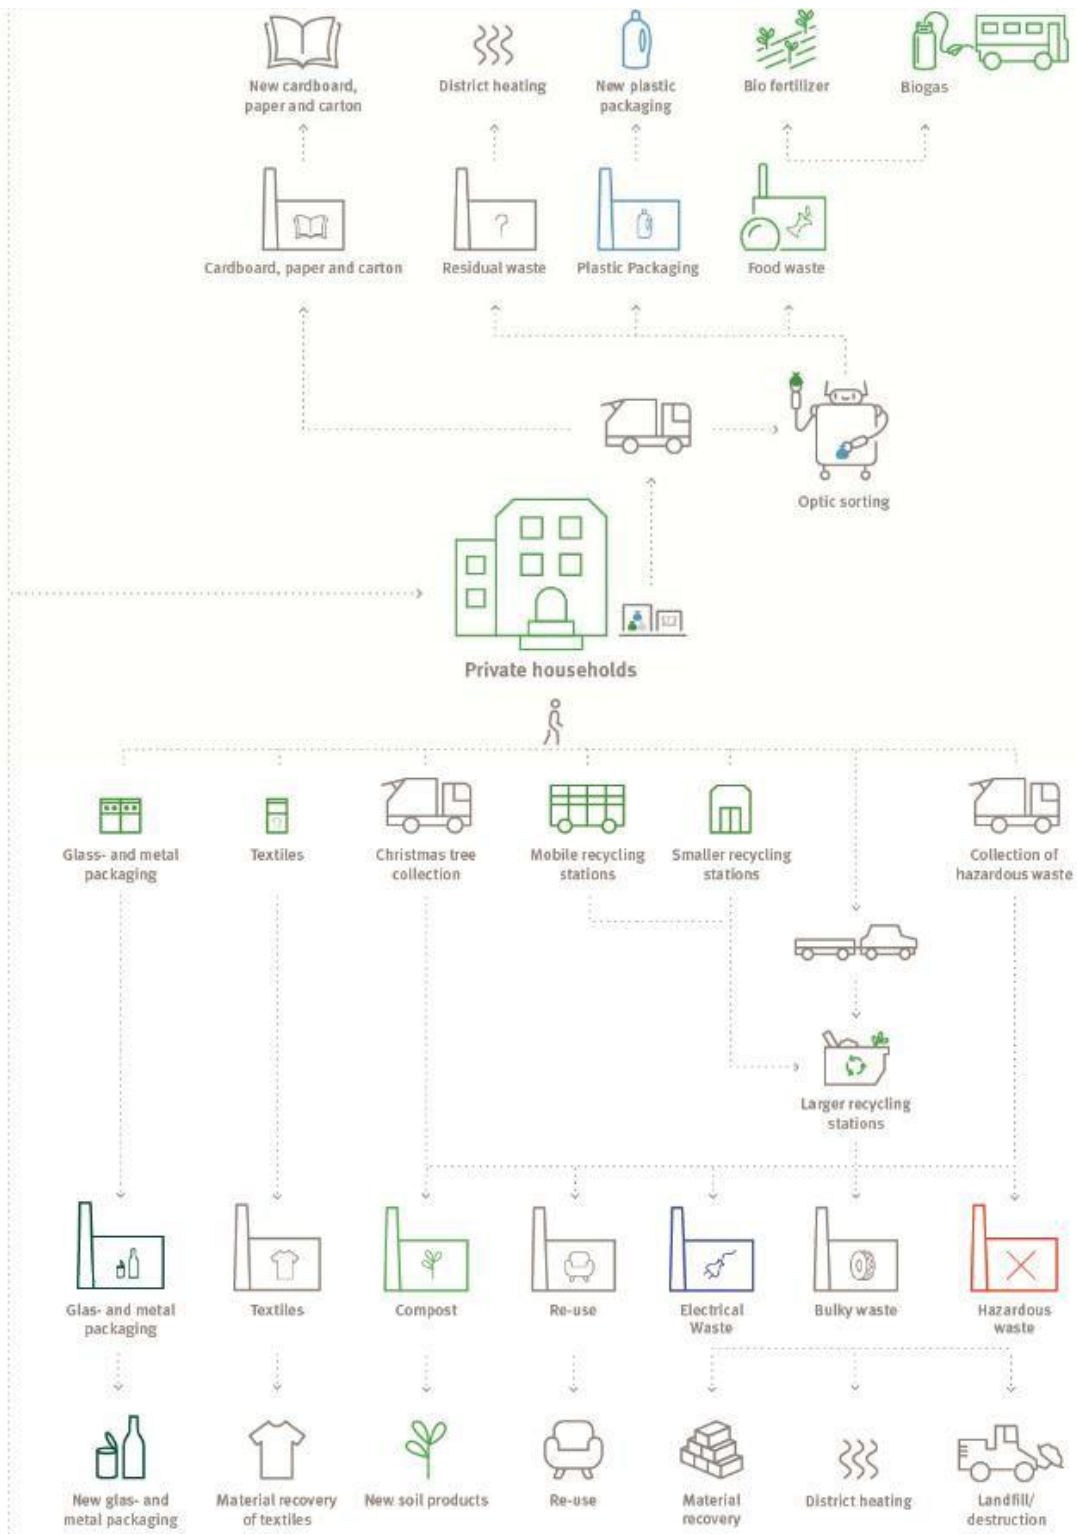 New cardboard,
paper and carton
District heating
New plastic
packaging
Bio fertilizer
Biogas
Cardboard, paper and carton
Residual waste
Plastic Packaging
Food waste
Optic sorting
Private households
Glass- and metal
packaging
Textiles
Christmas tree
collection
Mobile recycling
stations
Smaller recycling
stations
Collection of
hazardous waste
Larger recycling
stations
Glas- and metal
packaging
Textiles
Compost
Re-use
Electrical
Waste
Bulky waste
Hazardous
waste
New glas- and
metal packaging
Material recovery
of textiles
New soil products
Re-use
Material
recovery
District heating
Landfill/
destruction